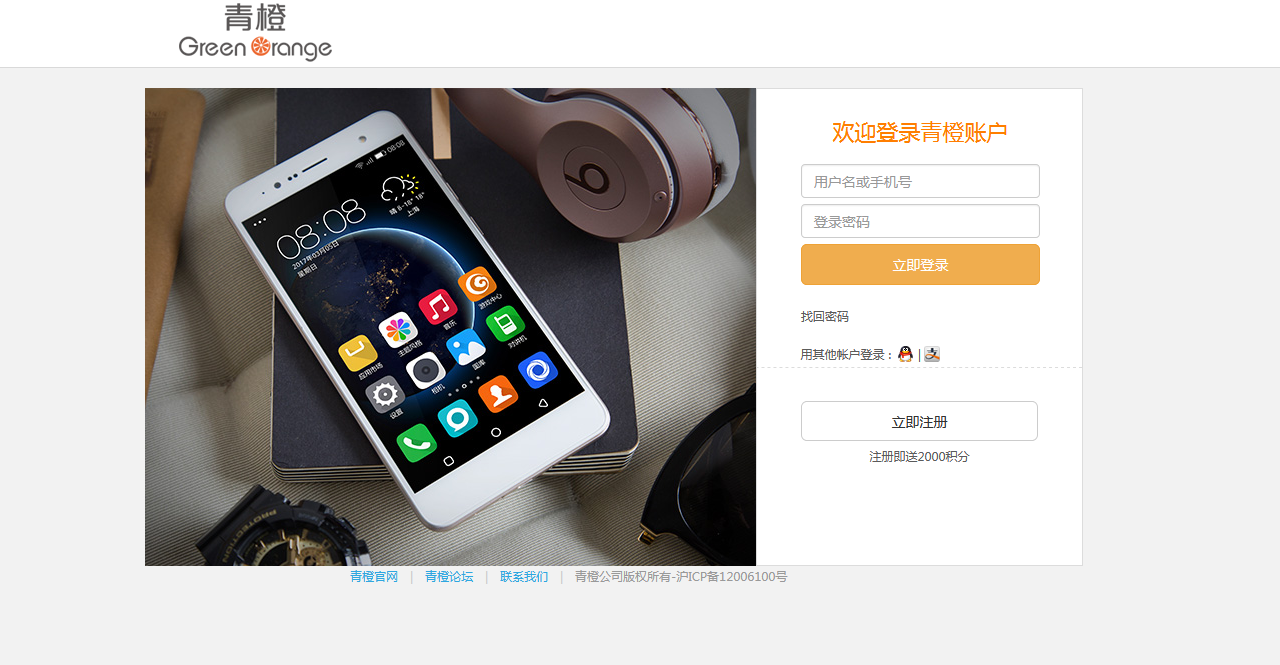 青橙
Green Orange
08:08
08:08
晴 8~18° 18°
上海
2017年03月05日
星期日
游戏中心
音乐
主题风格
应用市场
对讲机
图库
相机
设置
PROTECTION
欢迎登录青橙账户
用户名或手机号
登录密码
立即登录
找回密码
用其他帐户登录： |
立即注册
注册即送2000积分
青橙官网 | 青橙论坛 | 联系我们 | 青橙公司版权所有-沪ICP备12006100号